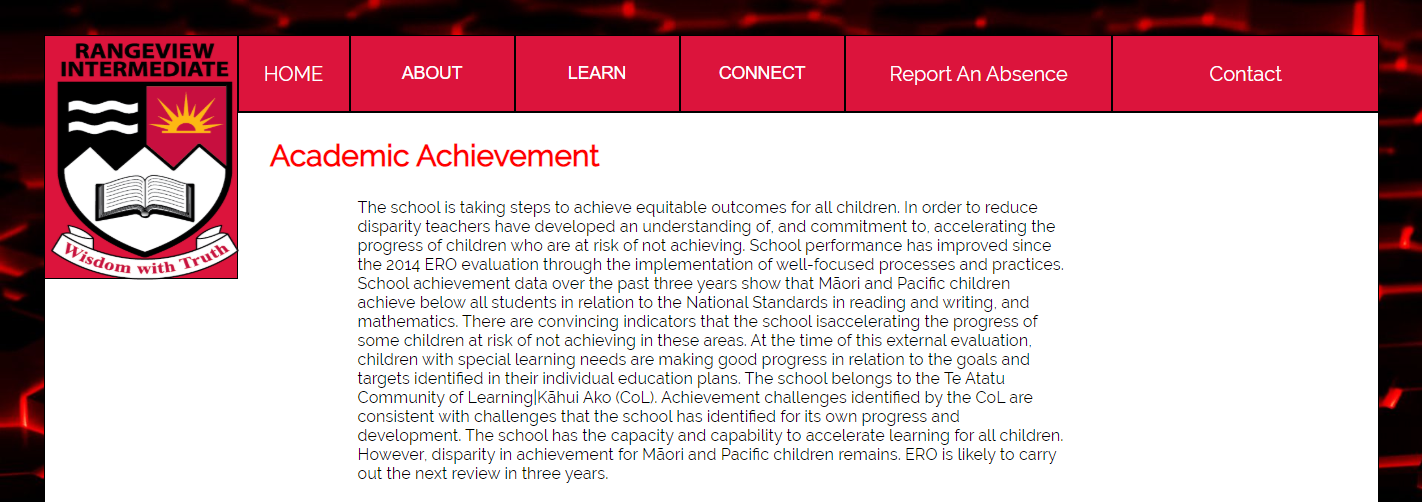 RANGEVIEW
INTERMEDIATE
Wisdom with Truth
HOME
ABOUT
LEARN
CONNECT
Report An Absence
Contact
Academic Achievement
The school is taking steps to achieve equitable outcomes for all children. In order to reduce
disparity teachers have developed an understanding of, and commitment to, accelerating the
progress of children who are at risk of not achieving. School performance has improved since
the 2014 ERO evaluation through the implementation of well-focused processes and practices.
School achievement data over the past three years show that Māori and Pacific children
achieve below all students in relation to the National Standards in reading and writing, and
mathematics. There are convincing indicators that the school isaccelerating the progress of
some children at risk of not achieving in these areas. At the time of this external evaluation,
children with special learning needs are making good progress in relation to the goals and
targets identified in their individual education plans. The school belongs to the Te Atatu
Community of Learning|Kāhui Ako (CoL). Achievement challenges identified by the CoL are
consistent with challenges that the school has identified for its own progress and
development. The school has the capacity and capability to accelerate learning for all children.
However, disparity in achievement for Māori and Pacific children remains. ERO is likely to carry
out the next review in three years.